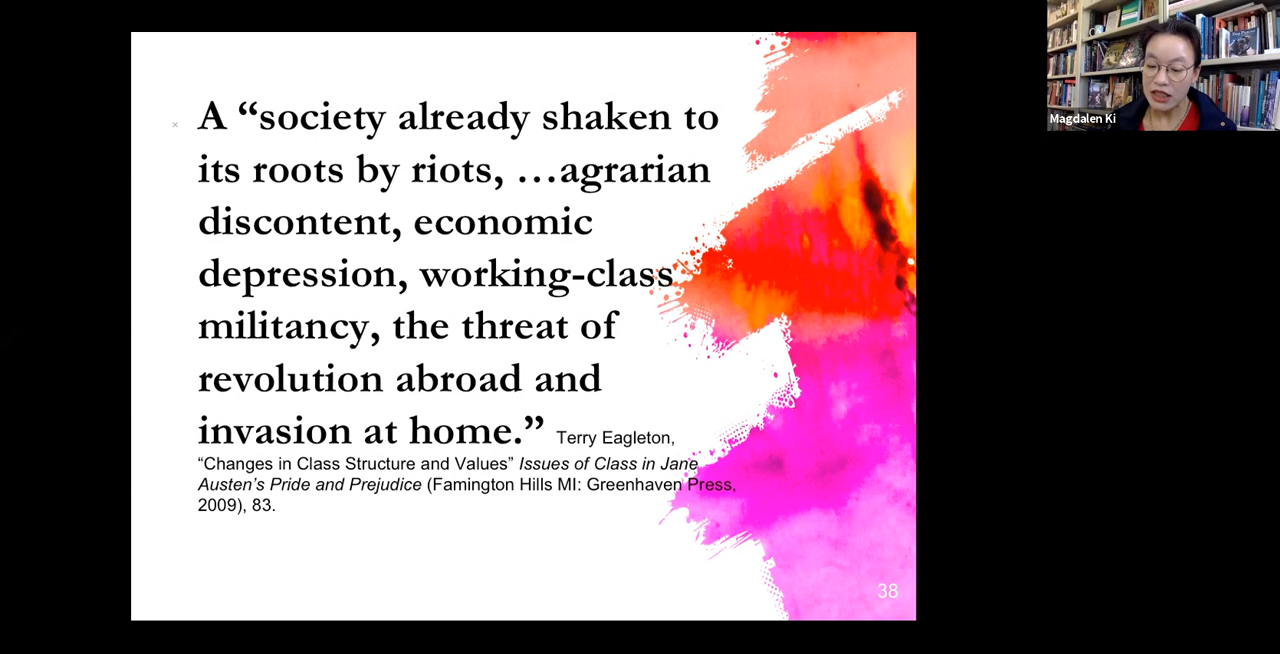 A “society already shaken to
its roots by riots, …agrarian
discontent, economic
depression, working-class
militancy, the threat of
revolution abroad and
invasion at home.” Terry Eagleton,
“Changes in Class Structure and Values” Issues of Class in Jane
Austen’s Pride and Prejudice (Famington Hills MI: Greenhaven Press,
2009), 83.
38
Magdalen Ki